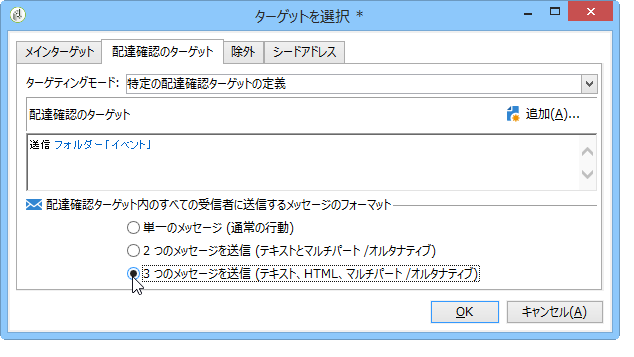 ターゲットを選択 *
メインターゲット 配達確認のターゲット 除外 シードアドレス
ターゲティングモード: 特定の配達確認ターゲットの定義
配達確認のターゲット 追加(A)...
送信 フォルダー「イベント」
配達確認ターゲット内のすべての受信者に送信するメッセージのフォーマット
単一のメッセージ (通常の行動)
2 つのメッセージを送信 (テキストとマルチパート /オルタナティブ)
3 つのメッセージを送信 (テキスト、HTML、マルチパート /オルタナティブ)
OK キャンセル(A)